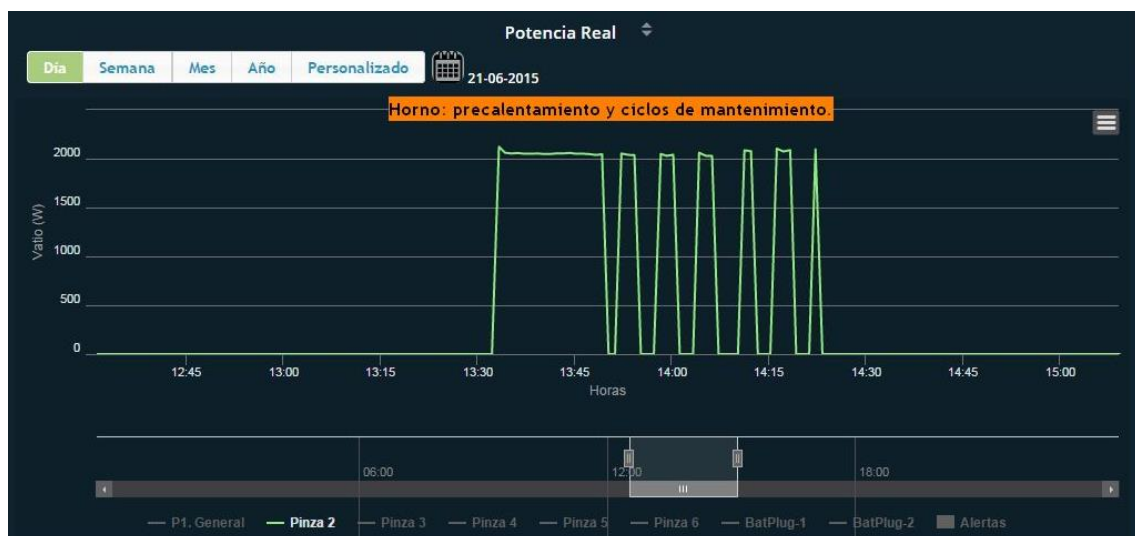 Potencia Real
Día Semana Mes Año Personalizado 21-06-2015
Horno: precalentamiento y ciclos de mantenimiento.
2000
1500
1000
500
0
Vatio (W)
12:45 13:00 13:15 13:30 13:45 14:00 14:15 14:30 14:45 15:00
Horas
06:00 12:00 18:00
P1. General Pinza 2 Pinza 3 Pinza 4 Pinza 5 Pinza 6 BatPlug-1 BatPlug-2 Alertas